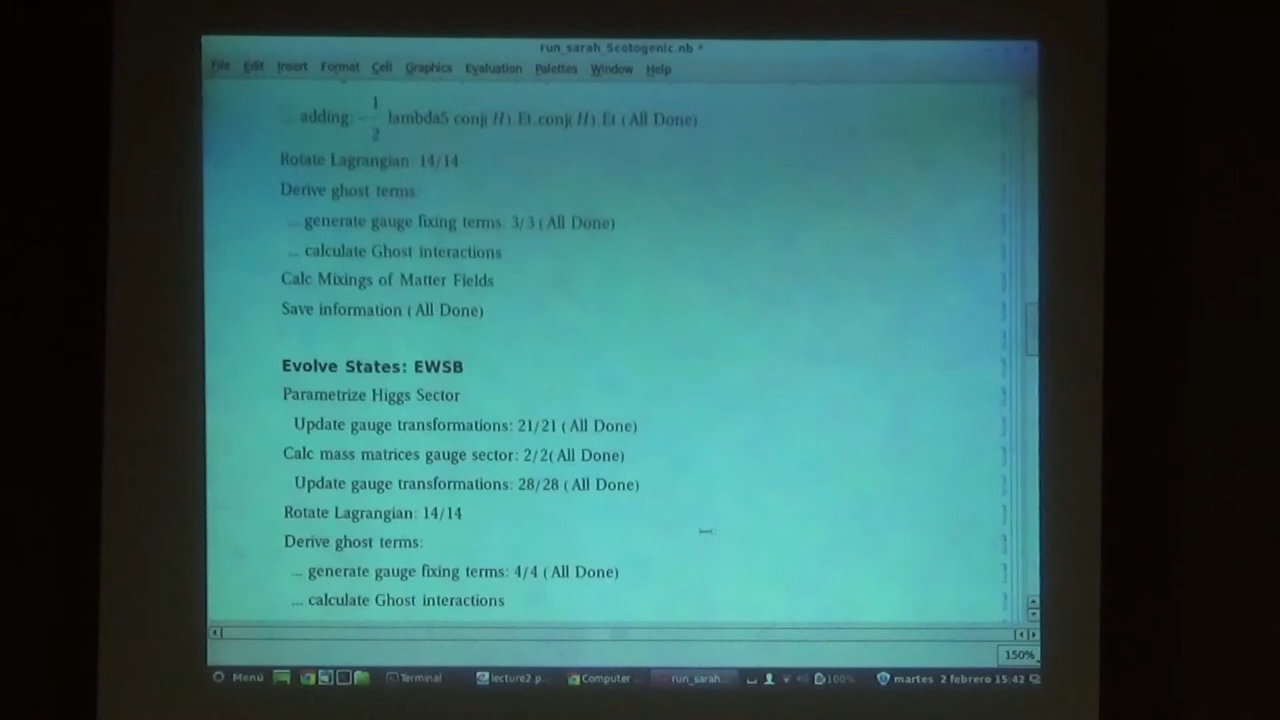 run_sarah_Scotogenic.nb *
File Edit Insert Format Cell Graphics Evaluation Palettes Window Help
... adding: - 1/2 lambda5 conj(H).Et.conj(H).Et (All Done)
Rotate Lagrangian: 14/14
Derive ghost terms:
... generate gauge fixing terms: 3/3 (All Done)
... calculate Ghost interactions
Calc Mixings of Matter Fields
Save information (All Done)
Evolve States: EWSB
Parametrize Higgs Sector
Update gauge transformations: 21/21 (All Done)
Calc mass matrices gauge sector: 2/2(All Done)
Update gauge transformations: 28/28 (All Done)
Rotate Lagrangian: 14/14
Derive ghost terms:
... generate gauge fixing terms: 4/4 (All Done)
... calculate Ghost interactions
150%
Menú Terminal lecture2 p... Computer ... run_sarah... 100% martes 2 febrero 15:42